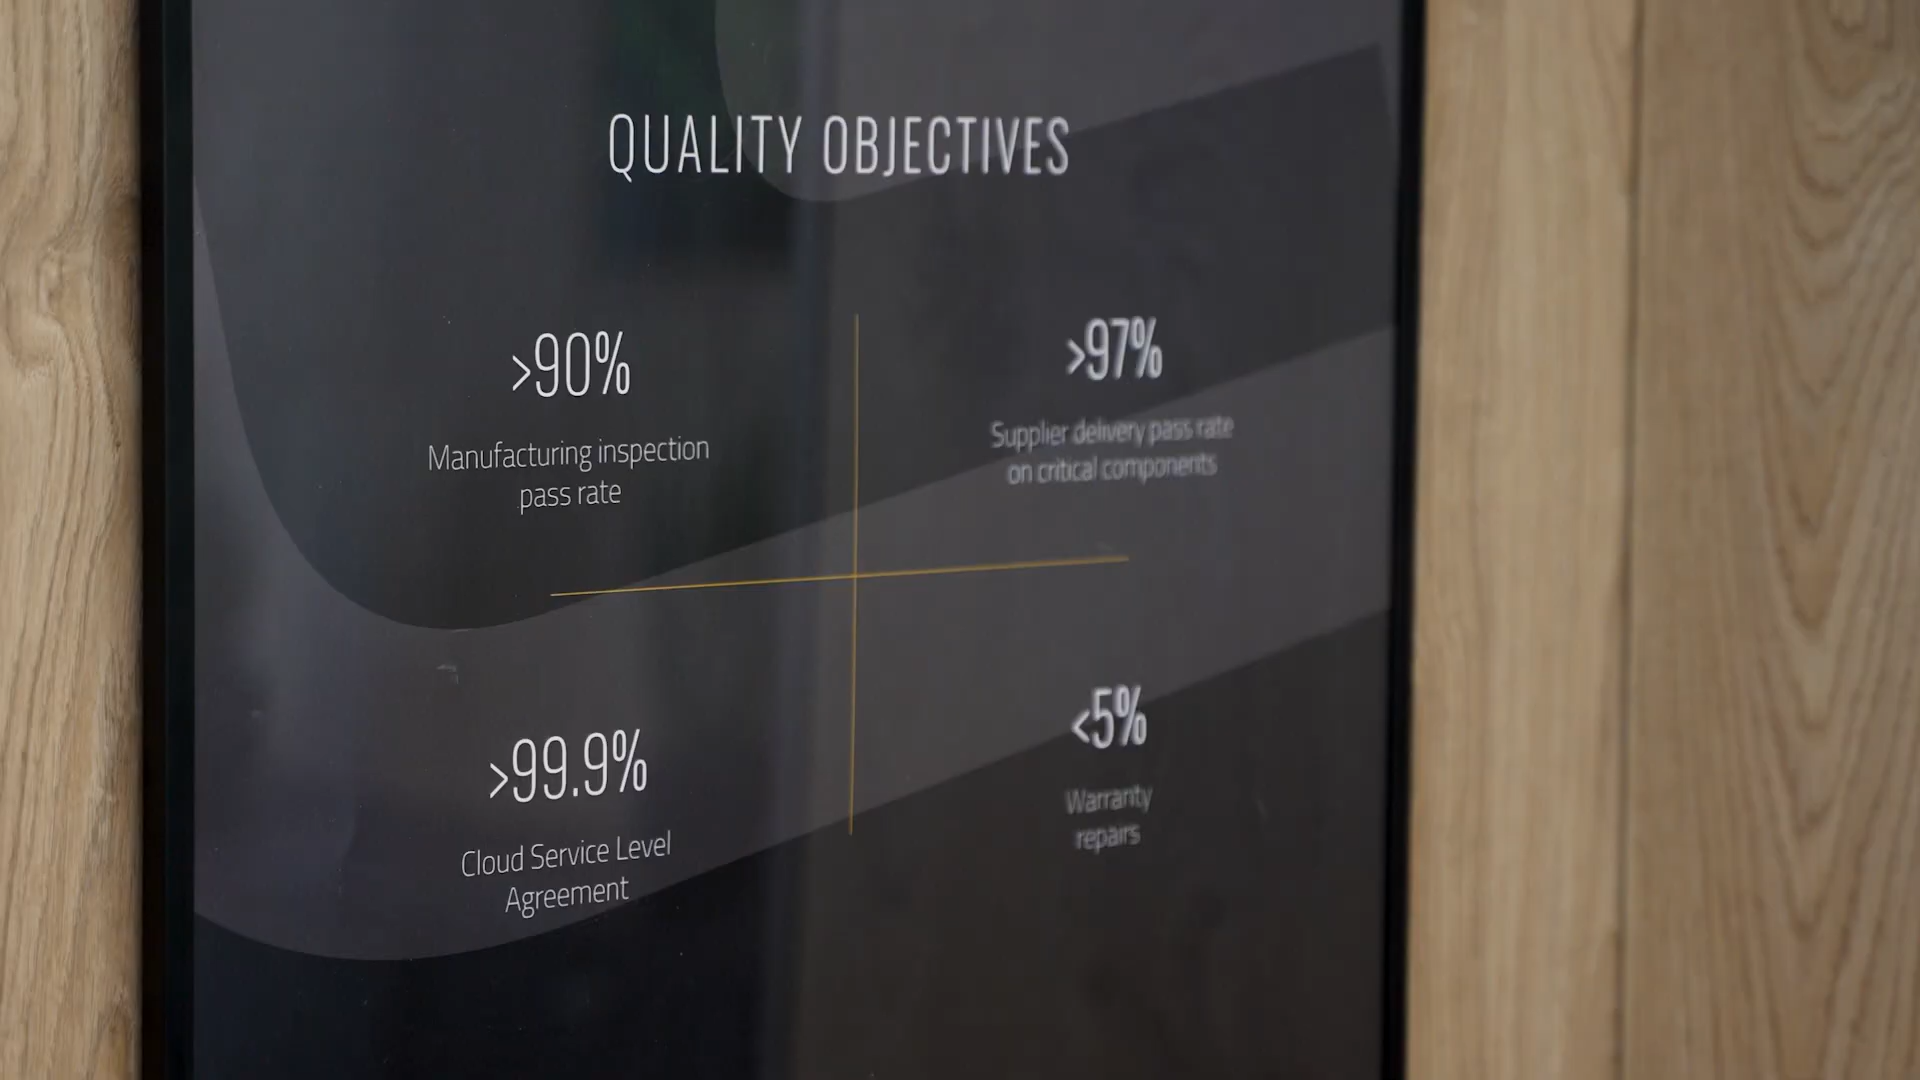 QUALITY OBJECTIVES
>90%
Manufacturing inspection
pass rate
>97%
Supplier delivery pass rate
on critical components
>99.9%
Cloud Service Level
Agreement
<5%
Warranty
repairs